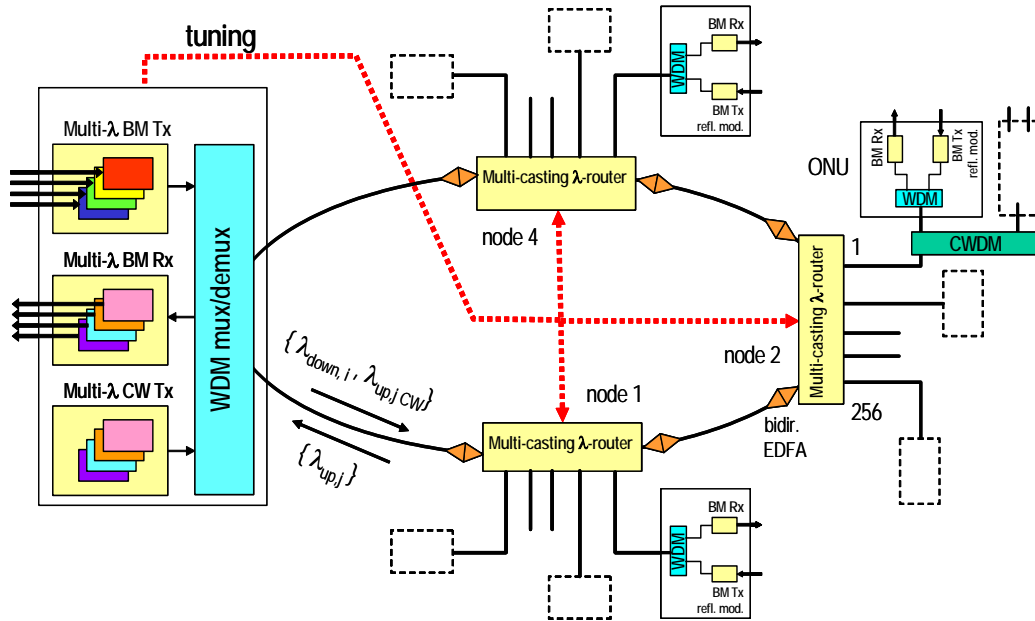 tuning
Multi-λ BM Tx
Multi-λ BM Rx
Multi-λ CW Tx
WDM mux/demux
{ λdown, i , λup,j CW}
{ λup,j}
Multi-casting λ-router
node 4
BM Rx
WDM
BM Tx
refl. mod.
ONU
BM Rx
BM Tx
refl. mod.
WDM
CWDM
1
Multi-casting λ-router
node 2
256
node 1
bidir.
EDFA
Multi-casting λ-router
BM Rx
WDM
BM Tx
refl. mod.